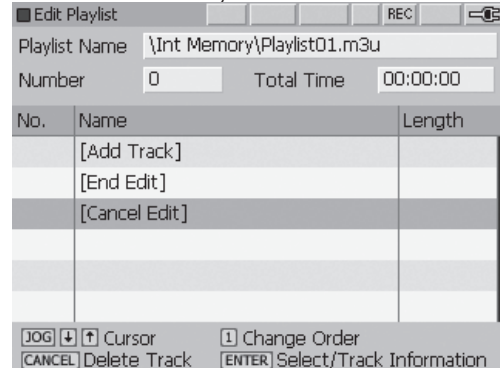 Edit Playlist REC
Playlist Name \Int Memory\Playlist01.m3u
Number 0 Total Time 00:00:00
No. Name Length
[Add Track]
[End Edit]
[Cancel Edit]
JOG ↓ ↑ Cursor 1 Change Order
CANCEL Delete Track ENTER Select/Track Information